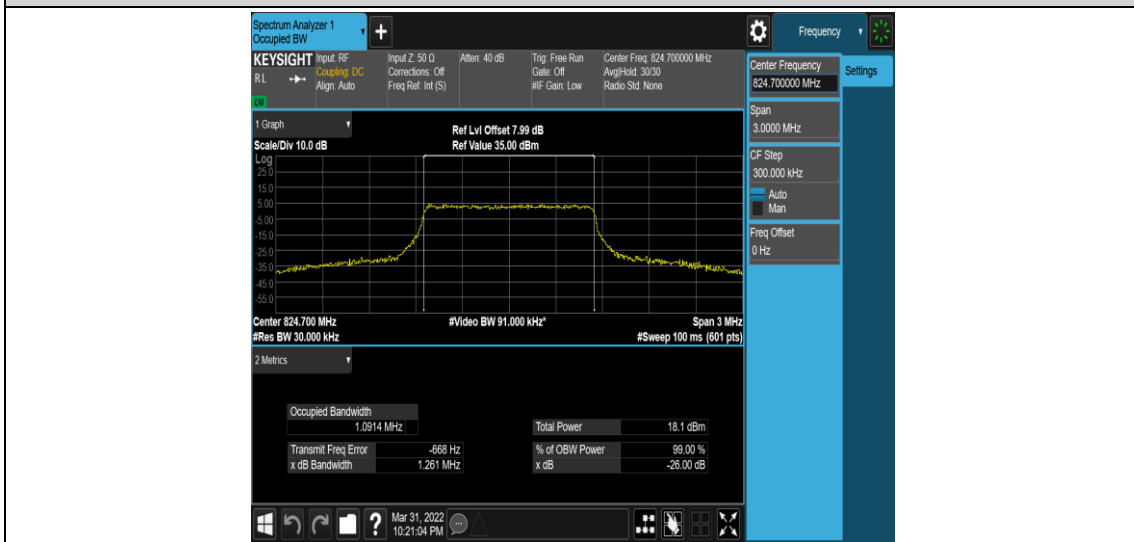 Spectrum Analyzer 1
Occupied BW
+
Frequency
KEYSIGHT
RL
LXI
Input: RF
Coupling: DC
Align: Auto
Input Z: 50 Ω
Corrections: Off
Freq Ref: Int (S)
Atten: 40 dB
Trig: Free Run
Gate: Off
#IF Gain: Low
Center Freq: 824.700000 MHz
Avg|Hold: 30/30
Radio Std: None
Center Frequency
824.700000 MHz
Settings
Span
3.0000 MHz
CF Step
300.000 kHz
Auto
Man
Freq Offset
0 Hz
1 Graph
Ref Lvl Offset 7.99 dB
Scale/Div 10.0 dB
Ref Value 35.00 dBm
Log
25.0
15.0
5.00
-5.00
-15.0
-25.0
-35.0
-45.0
-55.0
Center 824.700 MHz
#Video BW 91.000 kHz*
Span 3 MHz
#Res BW 30.000 kHz
#Sweep 100 ms (601 pts)
2 Metrics
Occupied Bandwidth
1.0914 MHz
Total Power 18.1 dBm
Transmit Freq Error -668 Hz
% of OBW Power 99.00 %
x dB Bandwidth 1.261 MHz
x dB -26.00 dB
?
Mar 31, 2022
10:21:04 PM